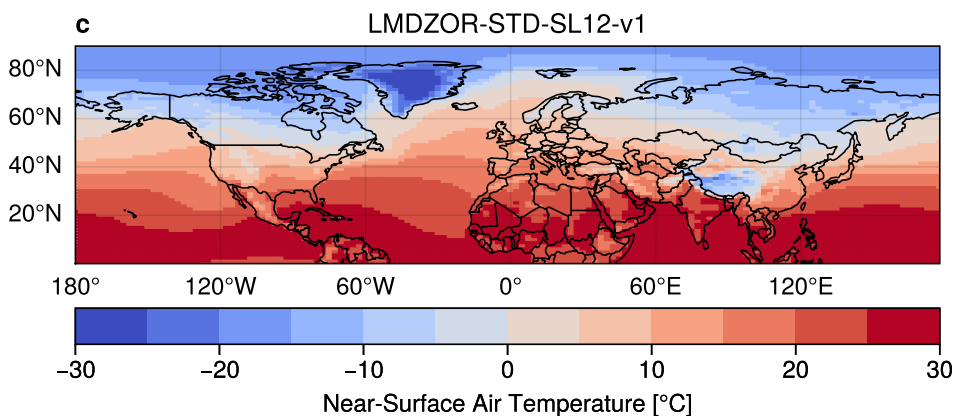 c LMDZOR-STD-SL12-v1
80°N
60°N
40°N
20°N
180° 120°W 60°W 0° 60°E 120°E
−30 −20 −10 0 10 20 30
Near-Surface Air Temperature [°C]